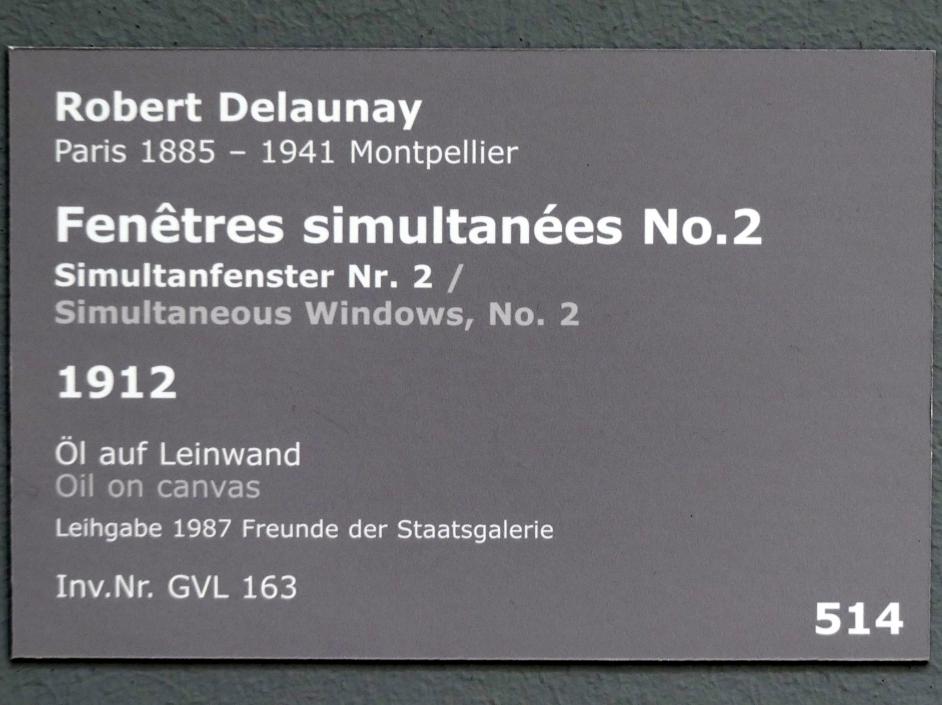 Robert Delaunay
Paris 1885 – 1941 Montpellier
Fenêtres simultanées No.2
Simultanfenster Nr. 2 /
Simultaneous Windows, No. 2
1912
Öl auf Leinwand
Oil on canvas
Leihgabe 1987 Freunde der Staatsgalerie
Inv.Nr. GVL 163
514